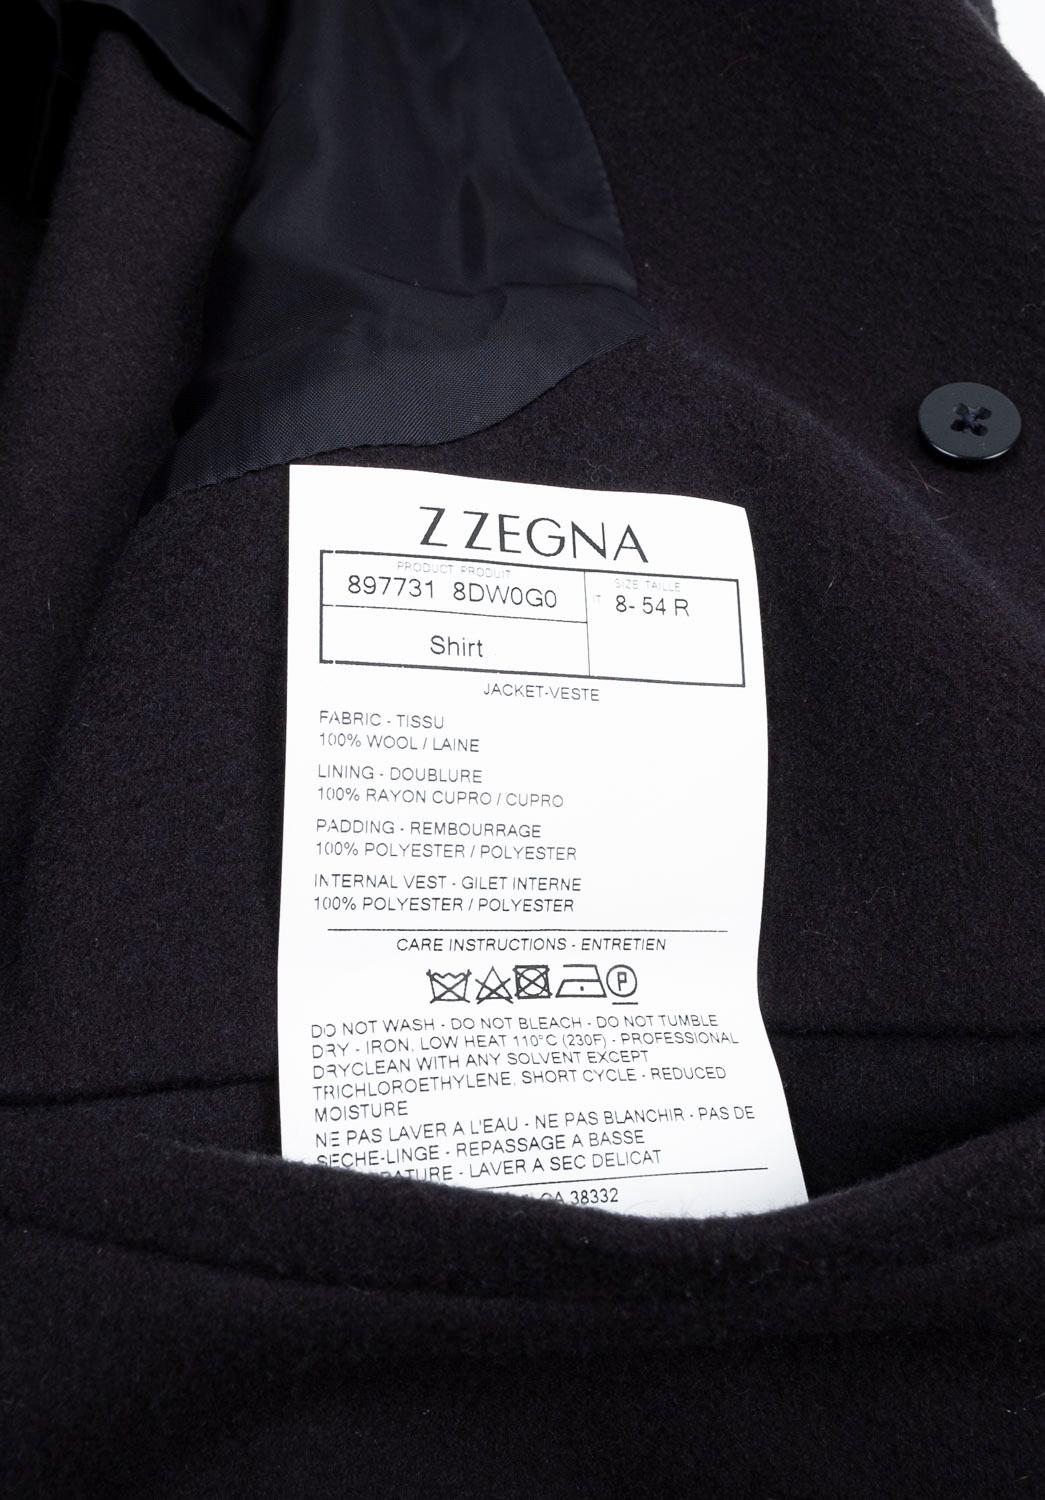 Z ZEGNA
PRODUCT PRODUIT
897731 8DW0G0
SIZE TAILLE
IT 8- 54 R
Shirt
JACKET-VESTE
FABRIC - TISSU
100% WOOL / LAINE
LINING - DOUBLURE
100% RAYON CUPRO / CUPRO
PADDING - REMBOURRAGE
100% POLYESTER / POLYESTER
INTERNAL VEST - GILET INTERNE
100% POLYESTER / POLYESTER
CARE INSTRUCTIONS - ENTRETIEN
P
DO NOT WASH - DO NOT BLEACH - DO NOT TUMBLE
DRY - IRON, LOW HEAT 110°C (230F) - PROFESSIONAL
DRYCLEAN WITH ANY SOLVENT EXCEPT
TRICHLOROETHYLENE, SHORT CYCLE - REDUCED
MOISTURE
NE PAS LAVER A L'EAU - NE PAS BLANCHIR - PAS DE
SECHE-LINGE - REPASSAGE A BASSE
RATURE - LAVER A SEC DELICAT
CA 38332